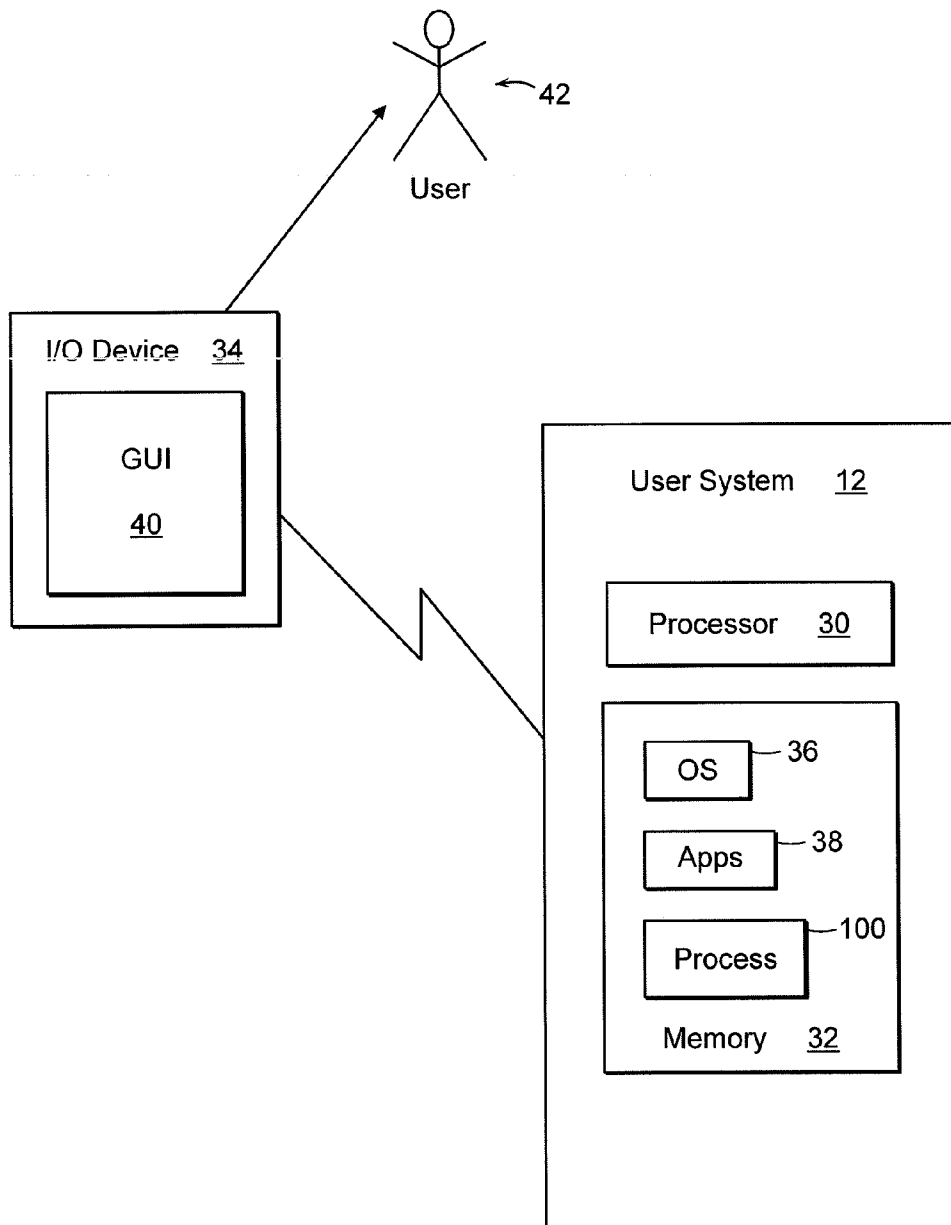 42
User
I/O Device 34
GUI
40
User System 12
Processor 30
OS
36
Apps
38
Process
100
Memory 32